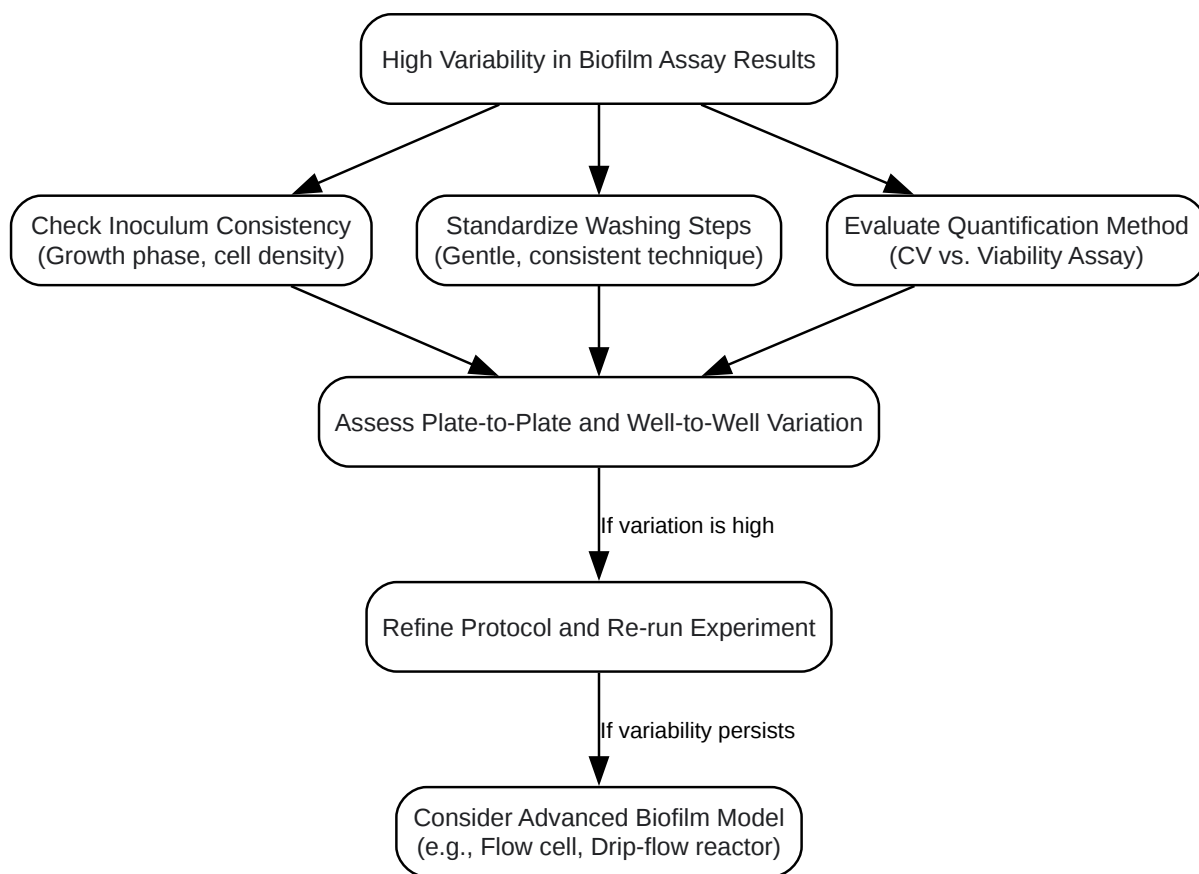 High Variability in Biofilm Assay Results
Check Inoculum Consistency
(Growth phase, cell density)
Standardize Washing Steps
(Gentle, consistent technique)
Evaluate Quantification Method
(CV vs. Viability Assay)
Assess Plate-to-Plate and Well-to-Well Variation
If variation is high
Refine Protocol and Re-run Experiment
If variability persists
Consider Advanced Biofilm Model
(e.g., Flow cell, Drip-flow reactor)